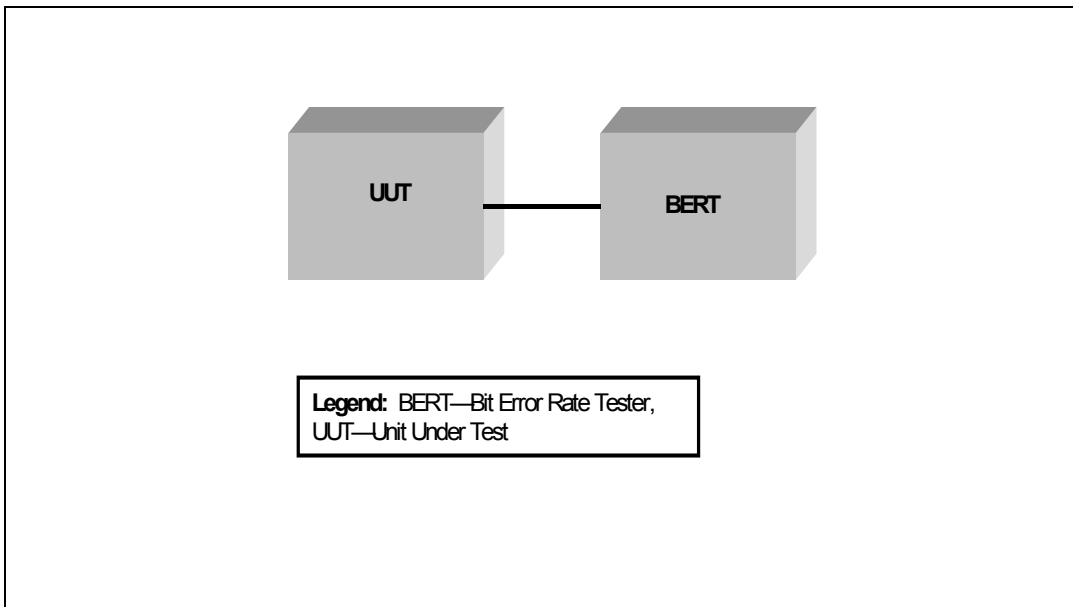 UUT
BERT
Legend: BERT—Bit Error Rate Tester,
UUT—Unit Under Test